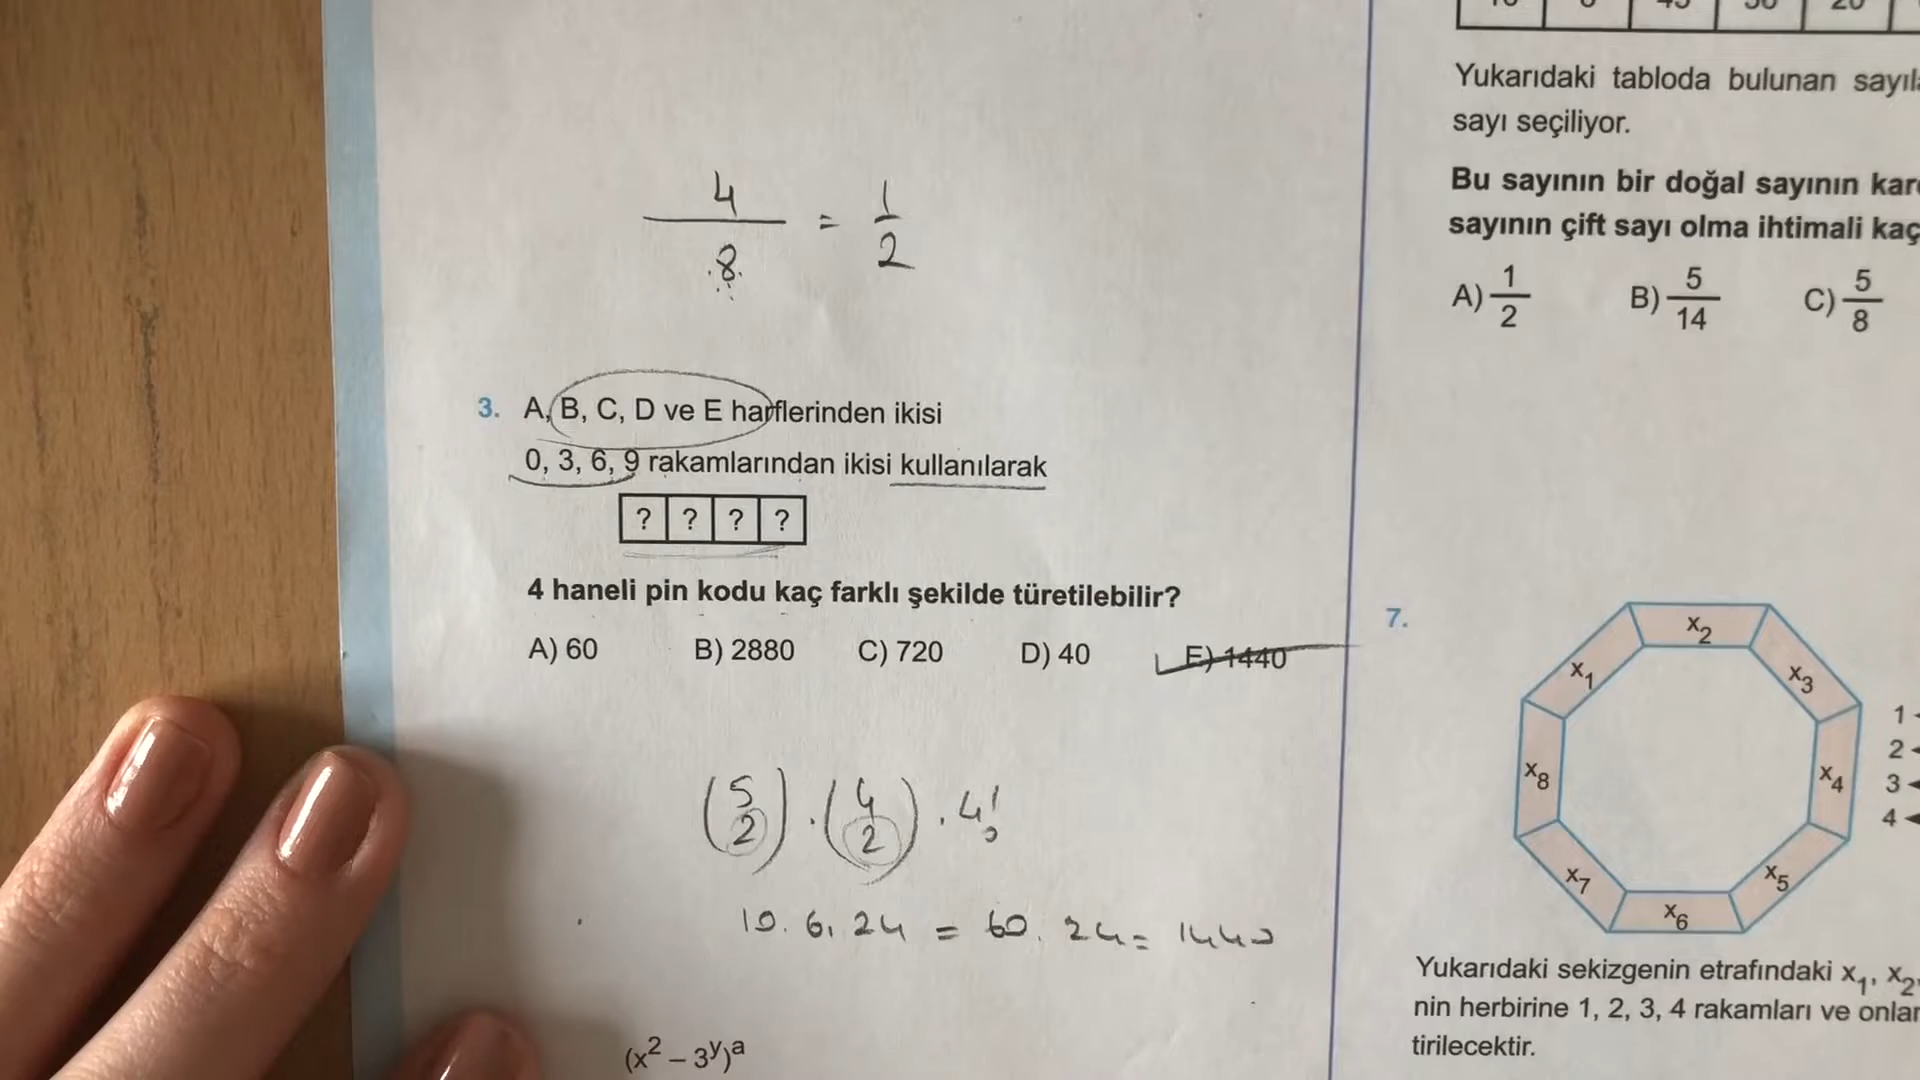 4
8 = 1
2
3. A, B, C, D ve E harflerinden ikisi
0, 3, 6, 9 rakamlarından ikisi kullanılarak
? ? ? ?
4 haneli pin kodu kaç farklı şekilde türetilebilir?
A) 60 B) 2880 C) 720 D) 40 E) 1440
(5
2) . (4
2) . 4!
10. 6. 24 = 60. 24 = 1440
(x² – 3ʸ)ᵃ
20
Yukarıdaki tabloda bulunan
sayı seçiliyor.
Bu sayının bir doğal sayının
sayının çift sayı olma ihtimali
A) 1/2 B) 5/14 C) 5/8
7.
x₁ x₂ x₃ x₄ x₅ x₆ x₇ x₈
1
2
3
4
Yukarıdaki sekizgenin etrafındaki x₁, x₂,
nin herbirine 1, 2, 3, 4 rakamları ve
tirilecektir.